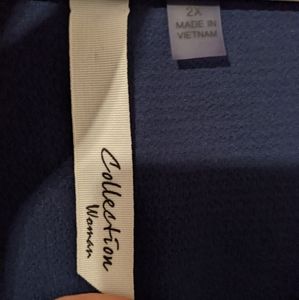 2X
MADE IN
VIETNAM
Collection
Woman